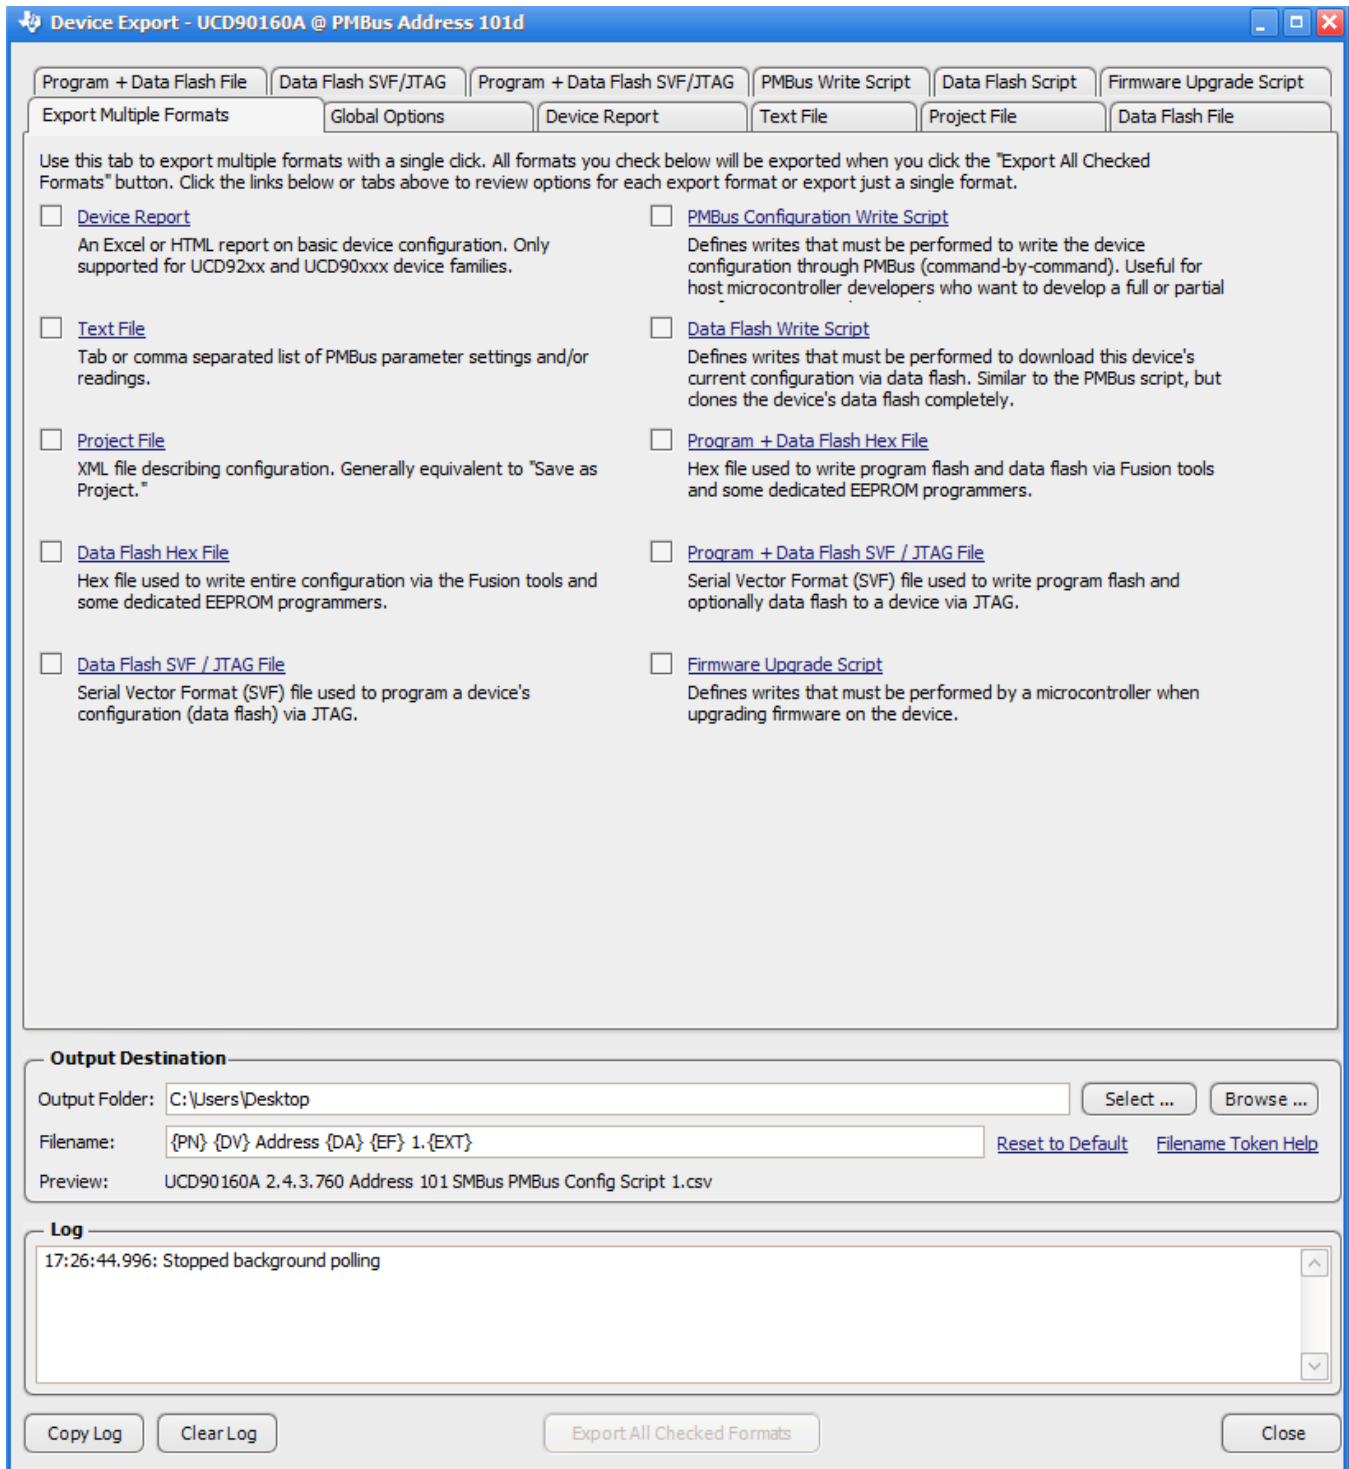 Device Export - UCD90160A @ PMBus Address 101d
Program + Data Flash File
Data Flash SVF/JTAG
Program + Data Flash SVF/JTAG
PMBus Write Script
Data Flash Script
Firmware Upgrade Script
Export Multiple Formats
Global Options
Device Report
Text File
Project File
Data Flash File
Use this tab to export multiple formats with a single click. All formats you check below will be exported when you click the "Export All Checked
Formats" button. Click the links below or tabs above to review options for each export format or export just a single format.
Device Report
An Excel or HTML report on basic device configuration. Only
supported for UCD92xx and UCD90xxx device families.
PMBus Configuration Write Script
Defines writes that must be performed to write the device
configuration through PMBus (command-by-command). Useful for
host microcontroller developers who want to develop a full or partial
Text File
Tab or comma separated list of PMBus parameter settings and/or
readings.
Data Flash Write Script
Defines writes that must be performed to download this device's
current configuration via data flash. Similar to the PMBus script, but
clones the device's data flash completely.
Project File
XML file describing configuration. Generally equivalent to "Save as
Project."
Program + Data Flash Hex File
Hex file used to write program flash and data flash via Fusion tools
and some dedicated EEPROM programmers.
Data Flash Hex File
Hex file used to write entire configuration via the Fusion tools and
some dedicated EEPROM programmers.
Program + Data Flash SVF / JTAG File
Serial Vector Format (SVF) file used to write program flash and
optionally data flash to a device via JTAG.
Data Flash SVF / JTAG File
Serial Vector Format (SVF) file used to program a device's
configuration (data flash) via JTAG.
Firmware Upgrade Script
Defines writes that must be performed by a microcontroller when
upgrading firmware on the device.
Output Destination
Output Folder: C:\Users\Desktop
Select ...
Browse ...
Filename: {PN} {DV} Address {DA} {EF} 1.{EXT}
Reset to Default
Filename Token Help
Preview: UCD90160A 2.4.3.760 Address 101 SMBus PMBus Config Script 1.csv
Log
17:26:44.996: Stopped background polling
Copy Log
Clear Log
Export All Checked Formats
Close